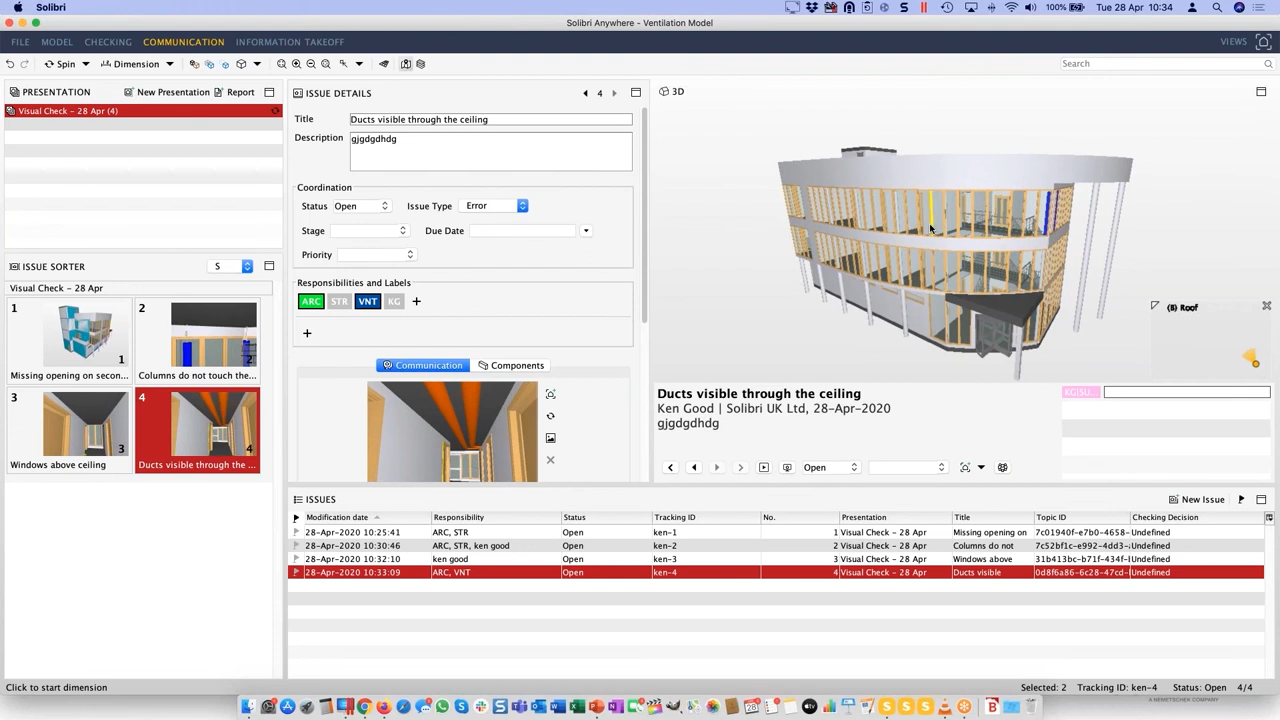 Solibri
100%
Tue 28 Apr 10:34
Solibri Anywhere - Ventilation Model
FILE MODEL CHECKING COMMUNICATION INFORMATION TAKEOFF VIEWS
Spin Dimension Search
PRESENTATION New Presentation Report
Visual Check - 28 Apr (4)
ISSUE SORTER S
Visual Check - 28 Apr
1 1
Missing opening on secon...
2 2
Columns do not touch the...
3 3
Windows above ceiling
4 4
Ducts visible through the ...
ISSUE DETAILS 4
Title Ducts visible through the ceiling
Description gjgdgdhdg
Coordination
Status Open Issue Type Error
Stage Due Date
Priority
Responsibilities and Labels
ARC STR VNT KG +
+
Communication Components
3D
(B) Roof
Ducts visible through the ceiling
Ken Good | Solibri UK Ltd, 28-Apr-2020
gjgdgdhdg
Open
ISSUES New Issue
Modification date Responsibility Status Tracking ID No. Presentation Title Topic ID Checking Decision
28-Apr-2020 10:25:41 ARC, STR Open ken-1 1 Visual Check - 28 Apr Missing opening on 7c01940f-e7b0-4658- Undefined
28-Apr-2020 10:30:46 ARC, STR, ken good Open ken-2 2 Visual Check - 28 Apr Columns do not 7c52bf1c-e992-4dd3- Undefined
28-Apr-2020 10:32:10 ken good Open ken-3 3 Visual Check - 28 Apr Windows above 31b413bc-b71f-434f- Undefined
28-Apr-2020 10:33:09 ARC, VNT Open ken-4 4 Visual Check - 28 Apr Ducts visible 0d8f6a86-6c28-47cd- Undefined
Click to start dimension Selected: 2 Tracking ID: ken-4 Status: Open 4/4
A NEMETSCHEK COMPANY